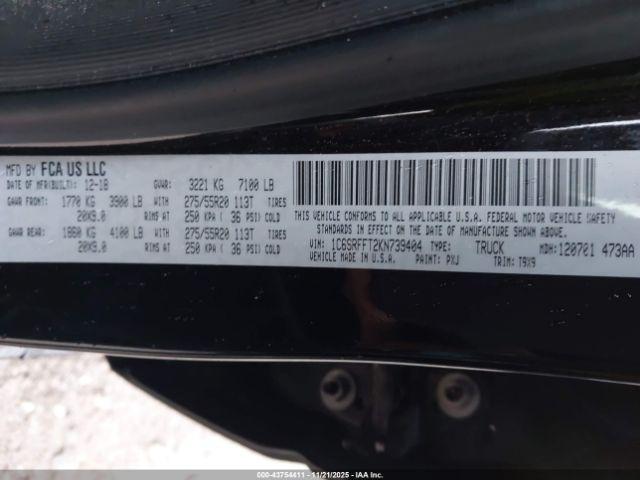 MFD BY FCA US LLC
DATE OF MFR(BUILT): 12-18 GVWR: 3221 KG 7100 LB
GAWR FRONT: 1770 KG 3900 LB WITH 275/55R20 113T TIRES
20X9.0 RIMS AT 250 KPA ( 36 PSI) COLD
GAWR REAR: 1860 KG 4100 LB WITH 275/55R20 113T TIRES
20X9.0 RIMS AT 250 KPA ( 36 PSI) COLD
THIS VEHICLE CONFORMS TO ALL APPLICABLE U.S.A. FEDERAL MOTOR VEHICLE SAFETY
STANDARDS IN EFFECT ON THE DATE OF MANUFACTURE SHOWN ABOVE.
VIN: 1C6SRFFT2KN739404 TYPE: TRUCK MDH: 120701 473AA
VEHICLE MADE IN U.S.A. PAINT: PXJ TRIM: T9X9
000-43754411 - 11/21/2025 - IAA Inc.